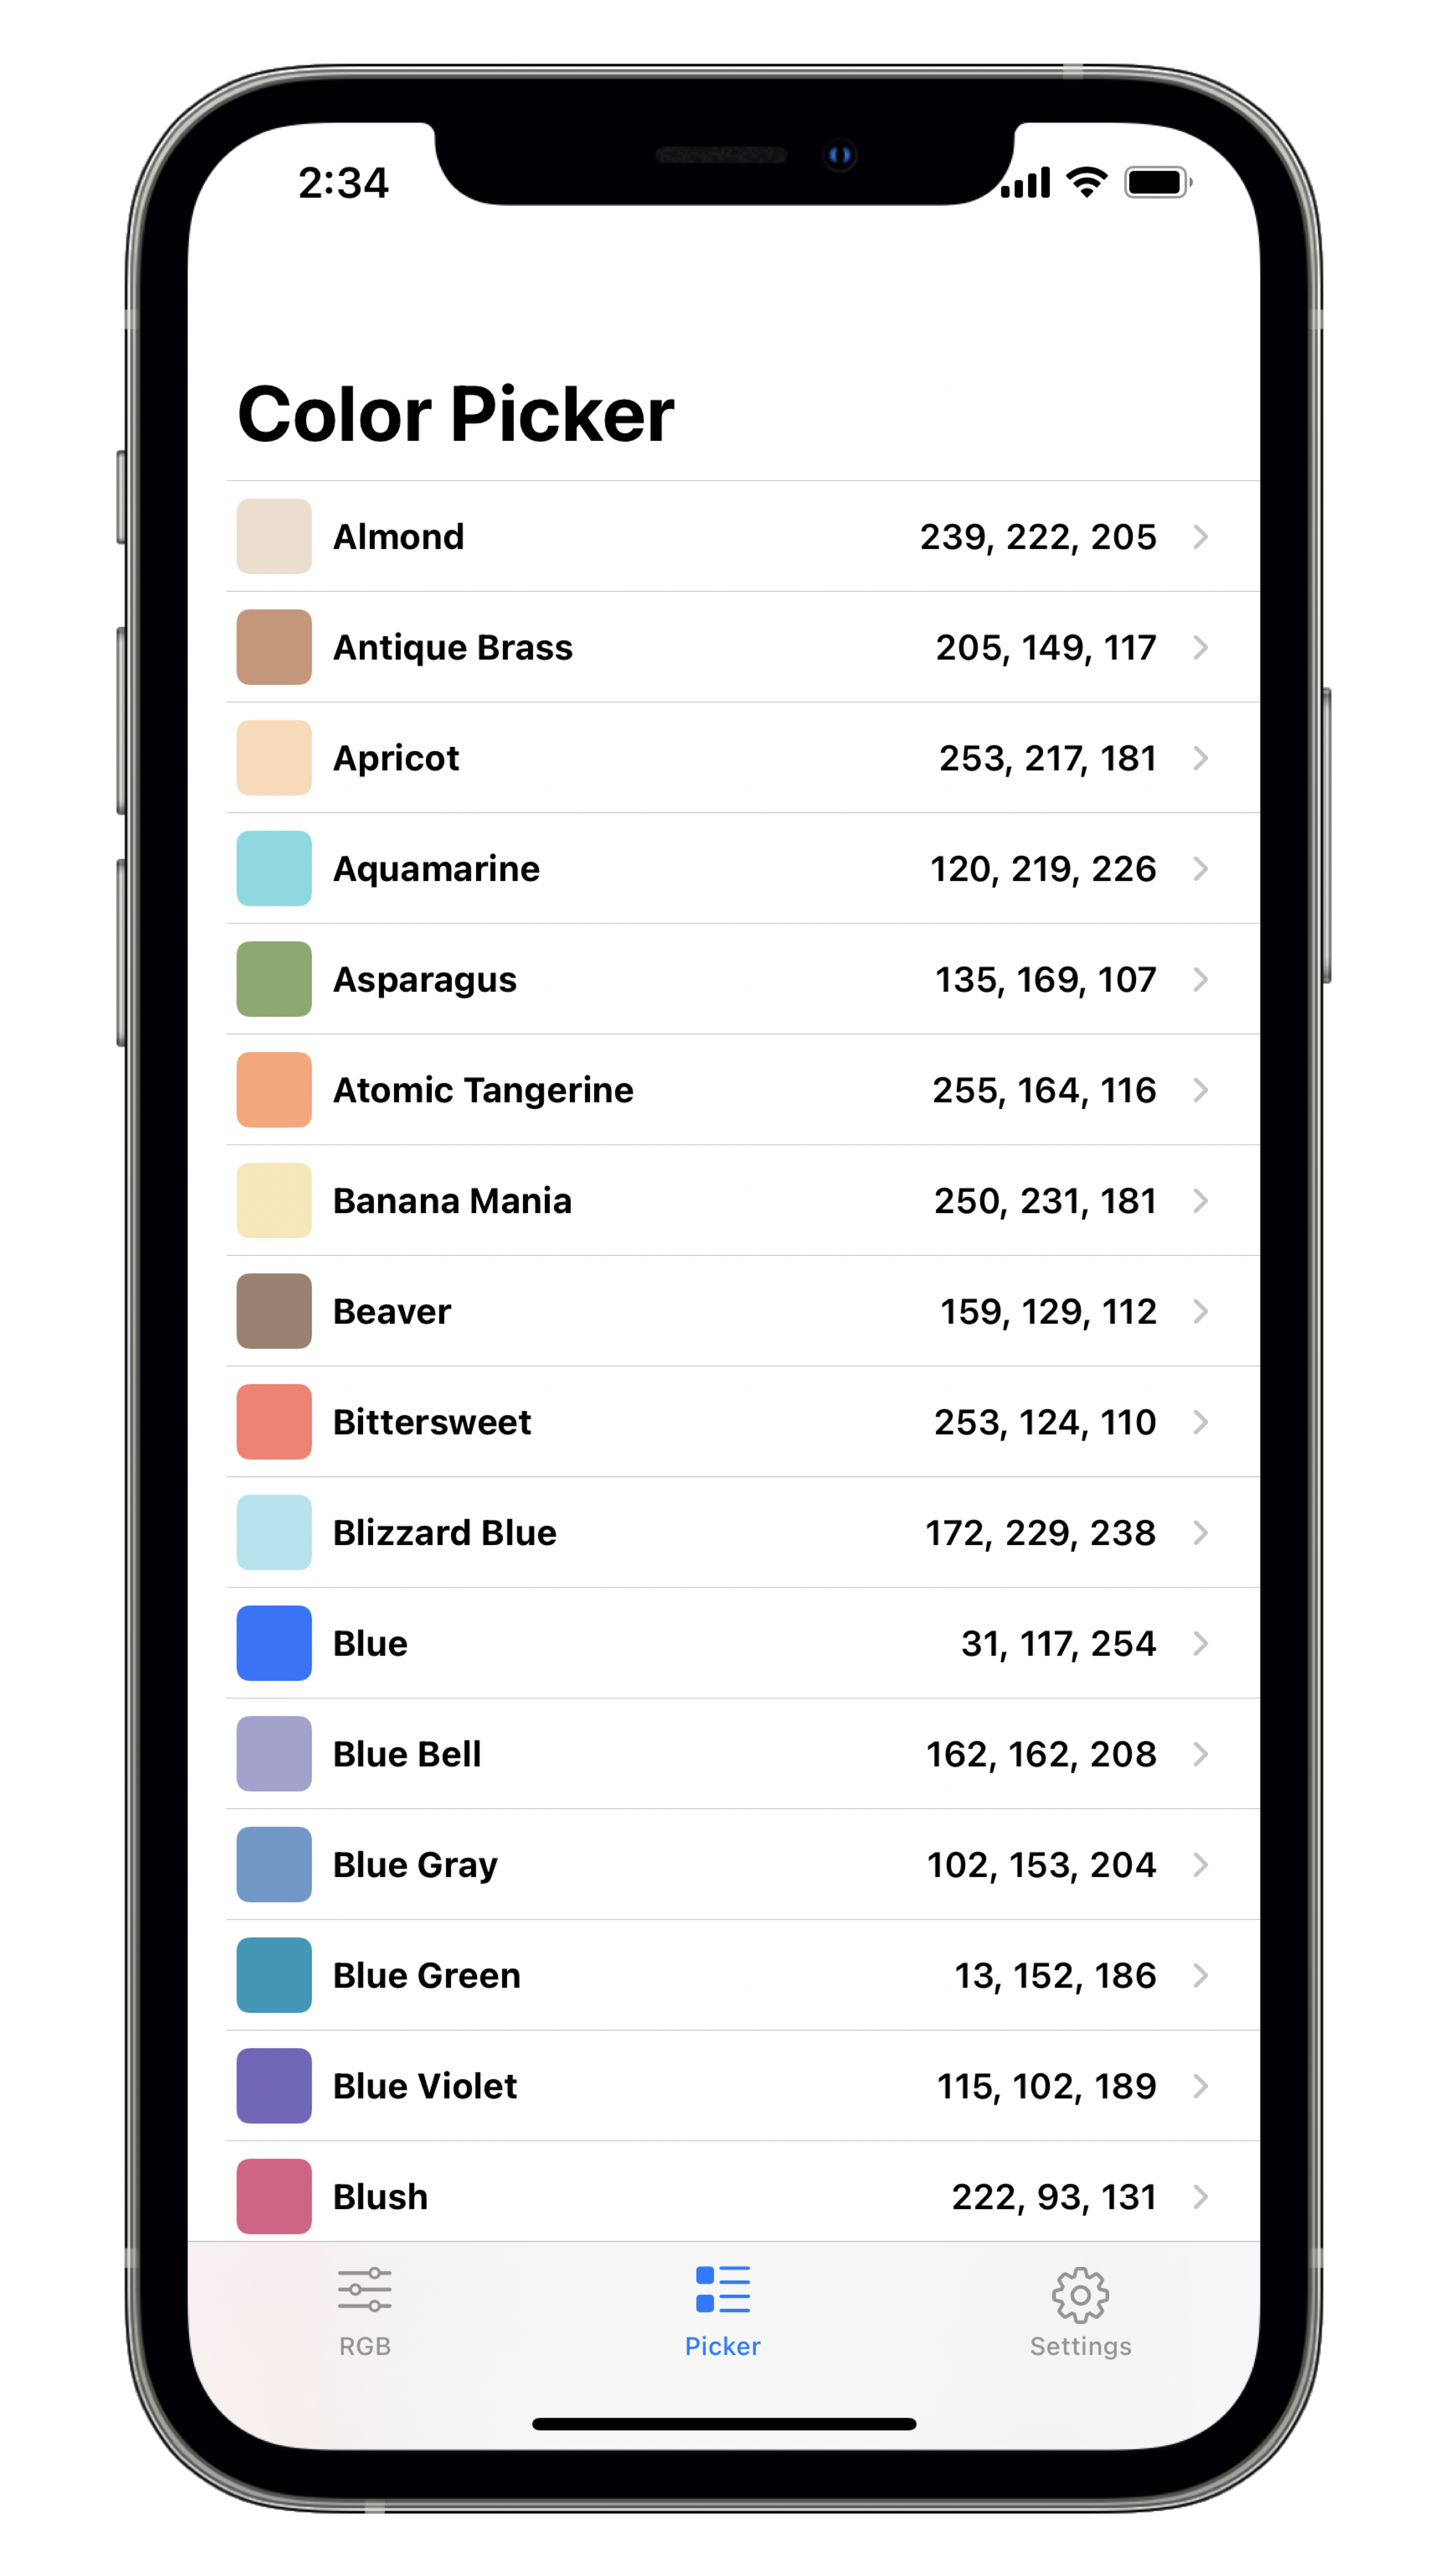 2:34
Color Picker
Almond 239, 222, 205
Antique Brass 205, 149, 117
Apricot 253, 217, 181
Aquamarine 120, 219, 226
Asparagus 135, 169, 107
Atomic Tangerine 255, 164, 116
Banana Mania 250, 231, 181
Beaver 159, 129, 112
Bittersweet 253, 124, 110
Blizzard Blue 172, 229, 238
Blue 31, 117, 254
Blue Bell 162, 162, 208
Blue Gray 102, 153, 204
Blue Green 13, 152, 186
Blue Violet 115, 102, 189
Blush 222, 93, 131
RGB Picker Settings